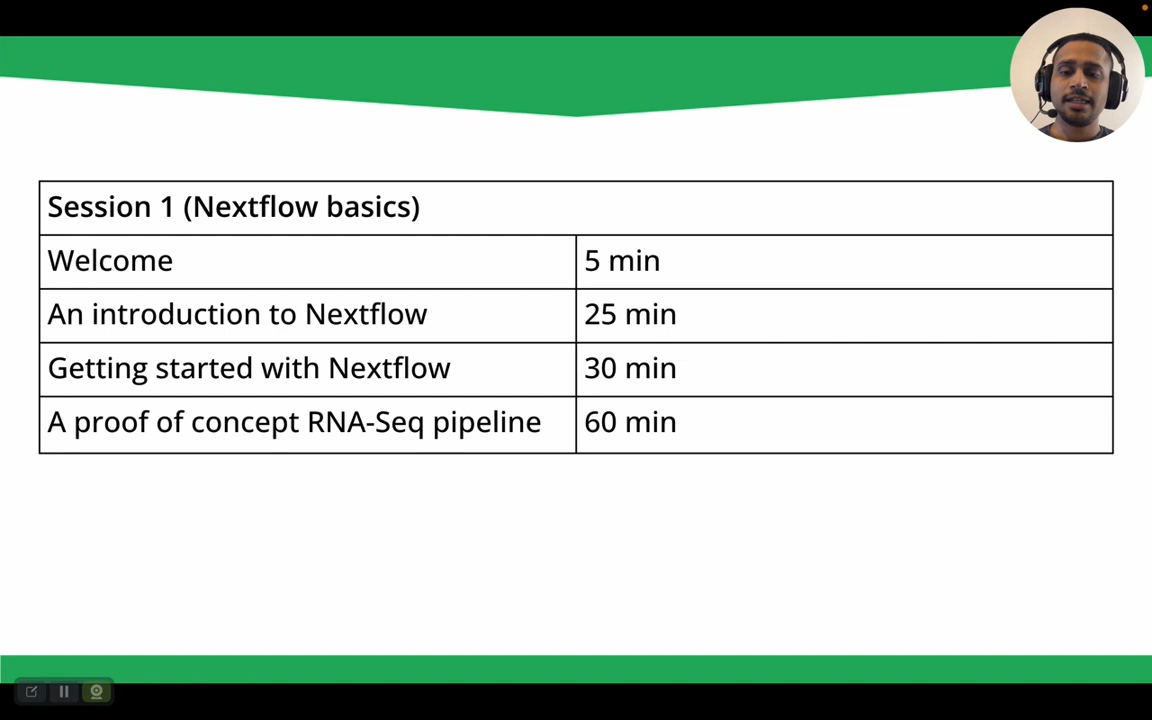 Session 1 (Nextflow basics)
Welcome 5 min
An introduction to Nextflow 25 min
Getting started with Nextflow 30 min
A proof of concept RNA-Seq pipeline 60 min